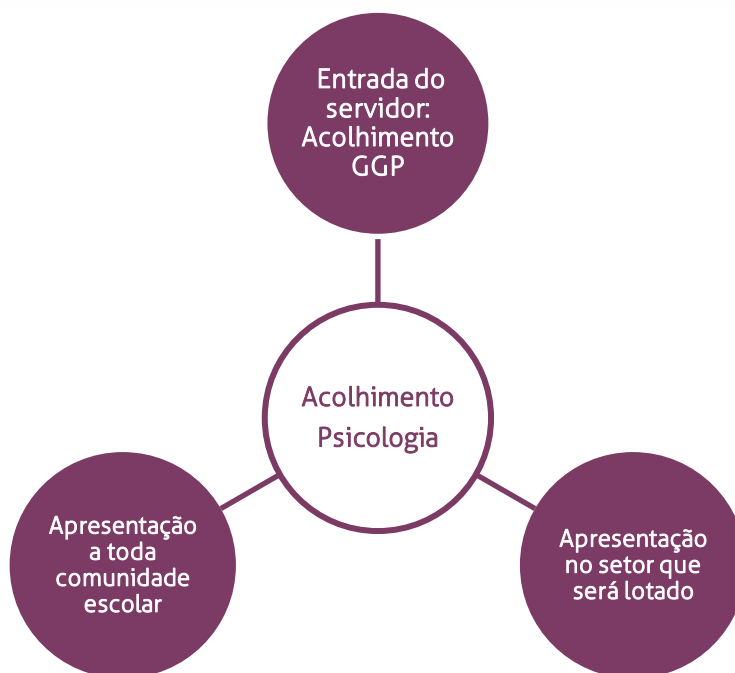 Entrada do
servidor:
Acolhimento
GGP
Acolhimento
Psicologia
Apresentação
a toda
comunidade
escolar
Apresentação
no setor que
será lotado